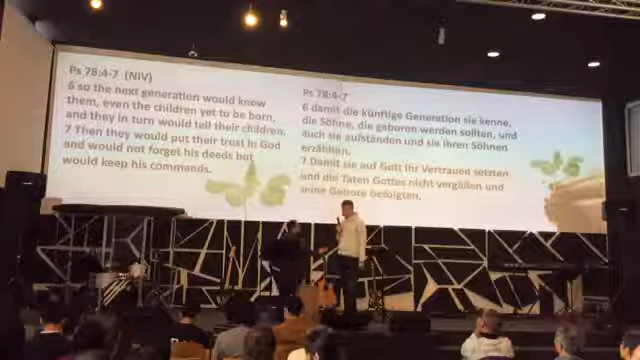 Ps 78:4-7 (NIV)
6 so the next generation would know
them, even the children yet to be born,
and they in turn would tell their children.
7 Then they would put their trust in God
and would not forget his deeds but
would keep his commands.
Ps 78:4-7
6 damit die künftige Generation sie kenne,
die Söhne, die geboren werden sollten, und
auch sie aufständen und sie ihren Söhnen
erzählen.
7 Damit sie auf Gott ihr Vertrauen setzten
und die Taten Gottes nicht vergäßen und
seine Gebote befolgten.